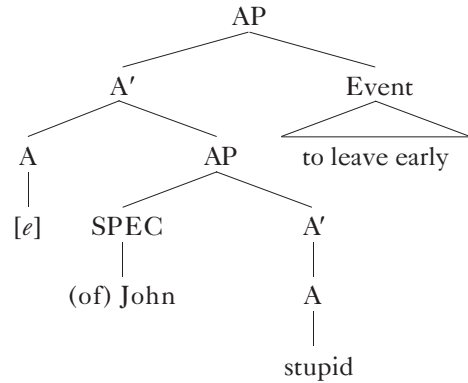 AP
A′ Event
A AP to leave early
[e] SPEC A′
(of) John A
stupid